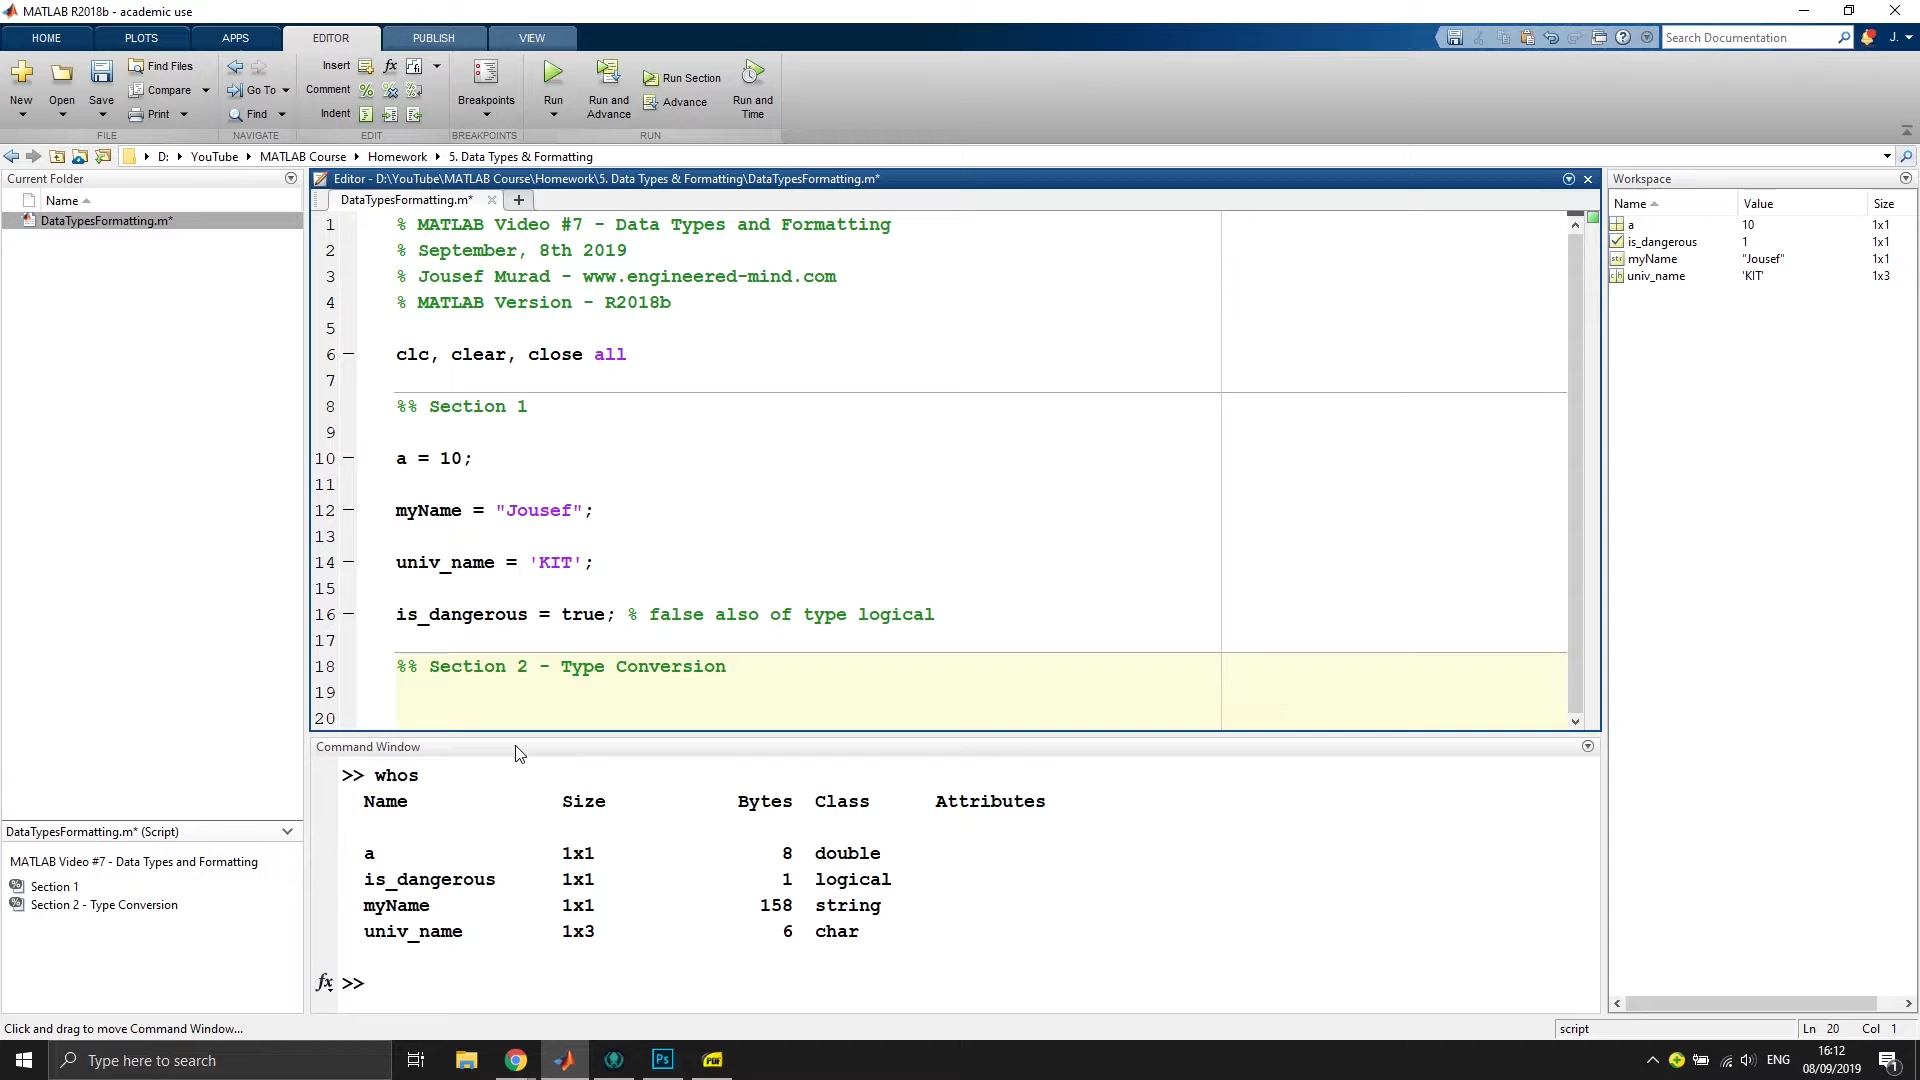 MATLAB R2018b - academic use
HOME PLOTS APPS EDITOR PUBLISH VIEW
Search Documentation
J.
New
Open
Save
Find Files
Compare
Print
FILE
Go To
Find
NAVIGATE
Insert
Comment
Indent
EDIT
Breakpoints
BREAKPOINTS
Run
Run and Advance
Run Section
Advance
Run and Time
RUN
D: YouTube MATLAB Course Homework 5. Data Types & Formatting
Current Folder
Name
DataTypesFormatting.m*
DataTypesFormatting.m* (Script)
MATLAB Video #7 - Data Types and Formatting
Section 1
Section 2 - Type Conversion
Editor - D:\YouTube\MATLAB Course\Homework\5. Data Types & Formatting\DataTypesFormatting.m*
DataTypesFormatting.m*
1 % MATLAB Video #7 - Data Types and Formatting
2 % September, 8th 2019
3 % Jousef Murad - www.engineered-mind.com
4 % MATLAB Version - R2018b
5
6 clc, clear, close all
7
8 %% Section 1
9
10 a = 10;
11
12 myName = "Jousef";
13
14 univ_name = 'KIT';
15
16 is_dangerous = true; % false also of type logical
17
18 %% Section 2 - Type Conversion
19
20
Command Window
>> whos
Name Size Bytes Class Attributes
a 1x1 8 double
is_dangerous 1x1 1 logical
myName 1x1 158 string
univ_name 1x3 6 char
fx >>
Workspace
Name Value Size
a 10 1x1
is_dangerous 1 1x1
myName "Jousef" 1x1
univ_name 'KIT' 1x3
Click and drag to move Command Window...
script
Ln 20 Col 1
Type here to search
Ps
PDF
ENG
16:12
08/09/2019
1